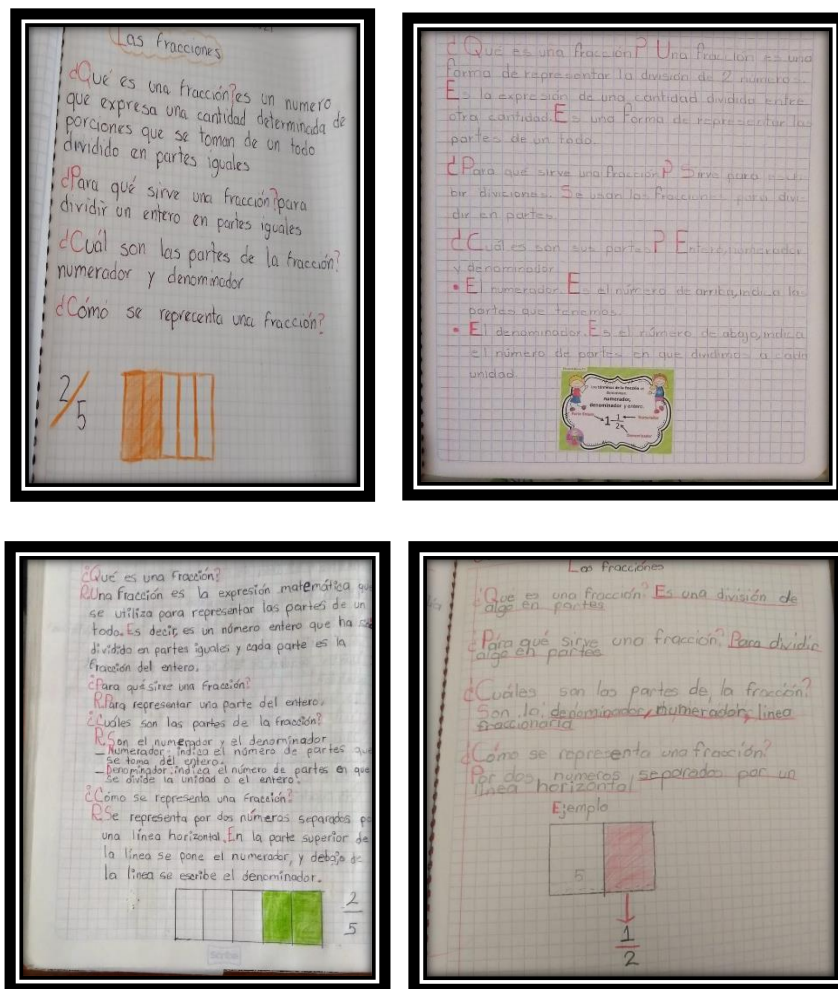 Las fracciones
¿Qué es una fracción? es un numero
que expresa una cantidad determinada de
porciones que se toman de un todo
dividido en partes iguales
¿Para qué sirve una fracción? para
dividir un entero en partes iguales
¿Cuál son las partes de la fracción?
numerador y denominador
¿Cómo se reprecenta una fracción?
2/5
¿Qué es una fracción? Una fracción es una
forma de representar la división de 2 números.
Es la expresión de una cantidad dividida entre
otra cantidad. Es una forma de representar las
partes de un todo.
¿Para qué sirve una fracción? Sirve para escri-
bir diviciones. Se usan las fracciones para divi-
dir en partes.
¿Cuáles son sus partes? Entero, numerador
y denominador
• El numerador. Es el número de arriba, indica las
partes que tenemos.
• El denominador. Es el número de abajo, indica
el número de partes en que dividimos a cada
unidad.
numerador,
denominador y entero.
1 1/2
¿Qué es una fracción?
R. Una fracción es la expresión matemática qu
se utiliza para representar las partes de un
todo. Es decir, es un número entero que ha
dividido en partes iguales y cada parte es la
fracción del entero.
¿Para qué sirve una fracción?
R. Para representar una parte del entero.
¿Cuáles son las partes de la fracción?
R. Son el numerador y el denominador
– Numerador: indica el número de partes que
se toma del entero.
– Denominador: indica el número de partes en que
se divide la unidad o el entero.
¿Cómo se representa una fracción?
R. Se representa por dos números separados po
una línea horizontal. En la parte superior de
la línea se pone el numerador, y debajo de
la línea se escribe el denominador.
2
5
Scribe
Las fracciones
¿Que es una fracción? Es una división de
algo en partes
¿Para qué sirve una fracción? Para dividir
algo en partes
¿Cuáles son las partes de la fracción?
Son la: denominador, numerador, linea
fraccionaria
¿Cómo se representa una fracción?
Por dos numeros separados por un
linea horizontal
Ejemplo
5
1
2